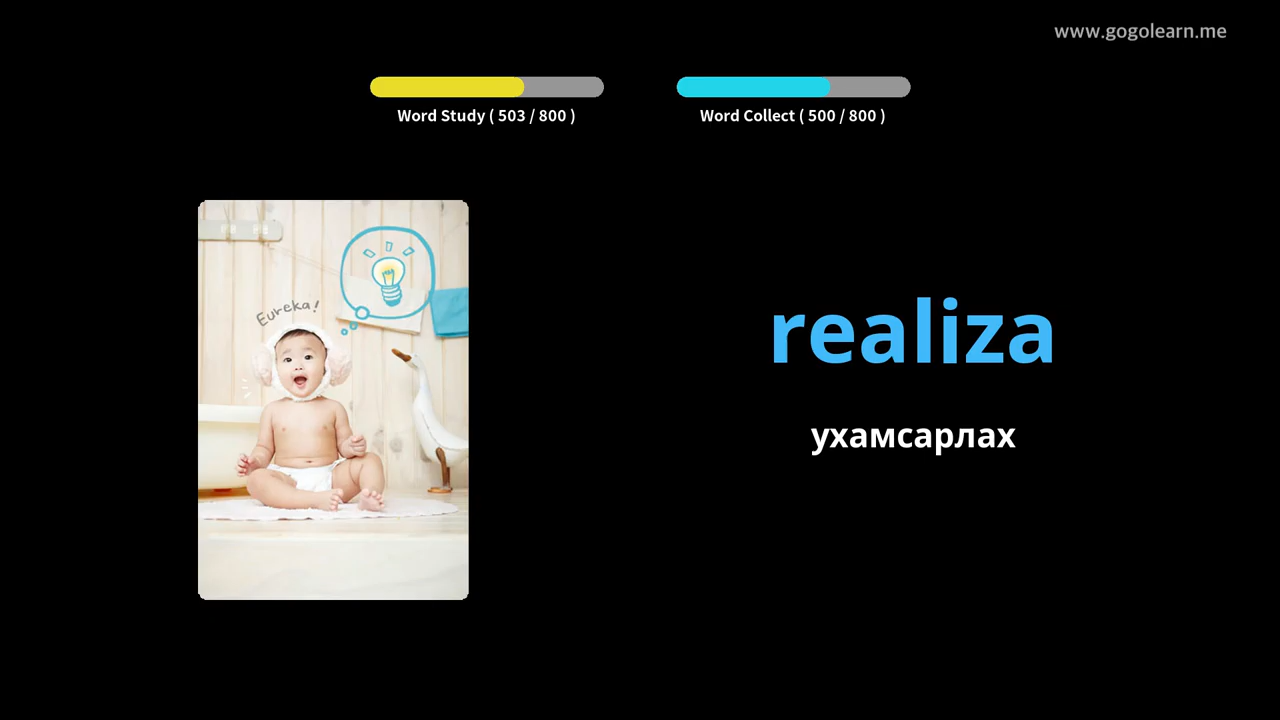 www.gogolearn.me
Word Study ( 503 / 800 )
Word Collect ( 500 / 800 )
Eureka!
realiza
ухамсарлах